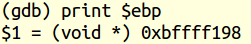 (gdb) print $ebp
$1 = (void *) 0xbffff198